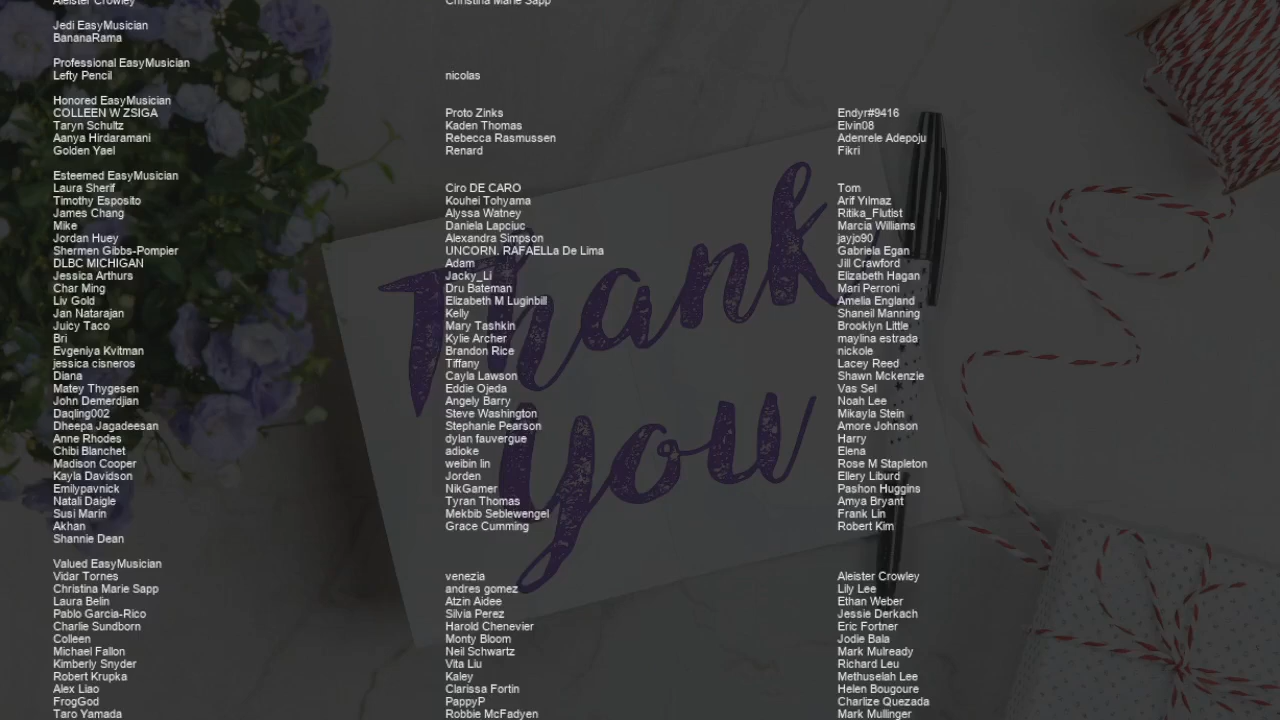 Aleister Crowley
Christina Marie Sapp
Jedi EasyMusician
BananaRama
Professional EasyMusician
Lefty Pencil
nicolas
Honored EasyMusician
COLLEEN W ZSIGA
Proto Zinks
Endyr#9416
Taryn Schultz
Kaden Thomas
Elvin08
Aanya Hirdaramani
Rebecca Rasmussen
Adenrele Adepoju
Golden Yael
Renard
Fikri
Esteemed EasyMusician
Laura Sherif
Ciro DE CARO
Tom
Timothy Esposito
Kouhei Tohyama
Arif Yılmaz
James Chang
Alyssa Watney
Ritika_Flutist
Mike
Daniela Lapciuc
Marcia Williams
Jordan Huey
Alexandra Simpson
jayjo90
Shermen Gibbs-Pompier
UNCORN. RAFAELLa De Lima
Gabriela Egan
DLBC MICHIGAN
Adam
Jill Crawford
Jessica Arthurs
Jacky_Li
Elizabeth Hagan
Char Ming
Dru Bateman
Mari Perroni
Liv Gold
Elizabeth M Luginbill
Amelia England
Jan Natarajan
Kelly
Shaneil Manning
Juicy Taco
Mary Tashkin
Brooklyn Little
Bri
Kylie Archer
maylina estrada
Evgeniya Kvitman
Brandon Rice
nickole
jessica cisneros
Tiffany
Lacey Reed
Diana
Cayla Lawson
Shawn Mckenzie
Matey Thygesen
Eddie Ojeda
Vas Sel
John Demerdjian
Angely Barry
Noah Lee
Daqling002
Steve Washington
Mikayla Stein
Dheepa Jagadeesan
Stephanie Pearson
Amore Johnson
Anne Rhodes
dylan fauvergue
Harry
Chibi Blanchet
adioke
Elena
Madison Cooper
weibin lin
Rose M Stapleton
Kayla Davidson
Jorden
Ellery Liburd
Emilypavnick
NikGamer
Pashon Huggins
Natali Daigle
Tyran Thomas
Amya Bryant
Susi Marin
Mekbib Seblewengel
Frank Lin
Akhan
Grace Cumming
Robert Kim
Shannie Dean
Thank
you
Valued EasyMusician
Vidar Tornes
venezia
Aleister Crowley
Christina Marie Sapp
andres gomez
Lily Lee
Laura Belin
Atzin Aidee
Ethan Weber
Pablo Garcia-Rico
Silvia Perez
Jessie Derkach
Charlie Sundborn
Harold Chenevier
Eric Fortner
Colleen
Monty Bloom
Jodie Bala
Michael Fallon
Neil Schwartz
Mark Mulready
Kimberly Snyder
Vita Liu
Richard Leu
Robert Krupka
Kaley
Methuselah Lee
Alex Liao
Clarissa Fortin
Helen Bougoure
FrogGod
PappyP
Charlize Quezada
Taro Yamada
Robbie McFadyen
Mark Mullinger